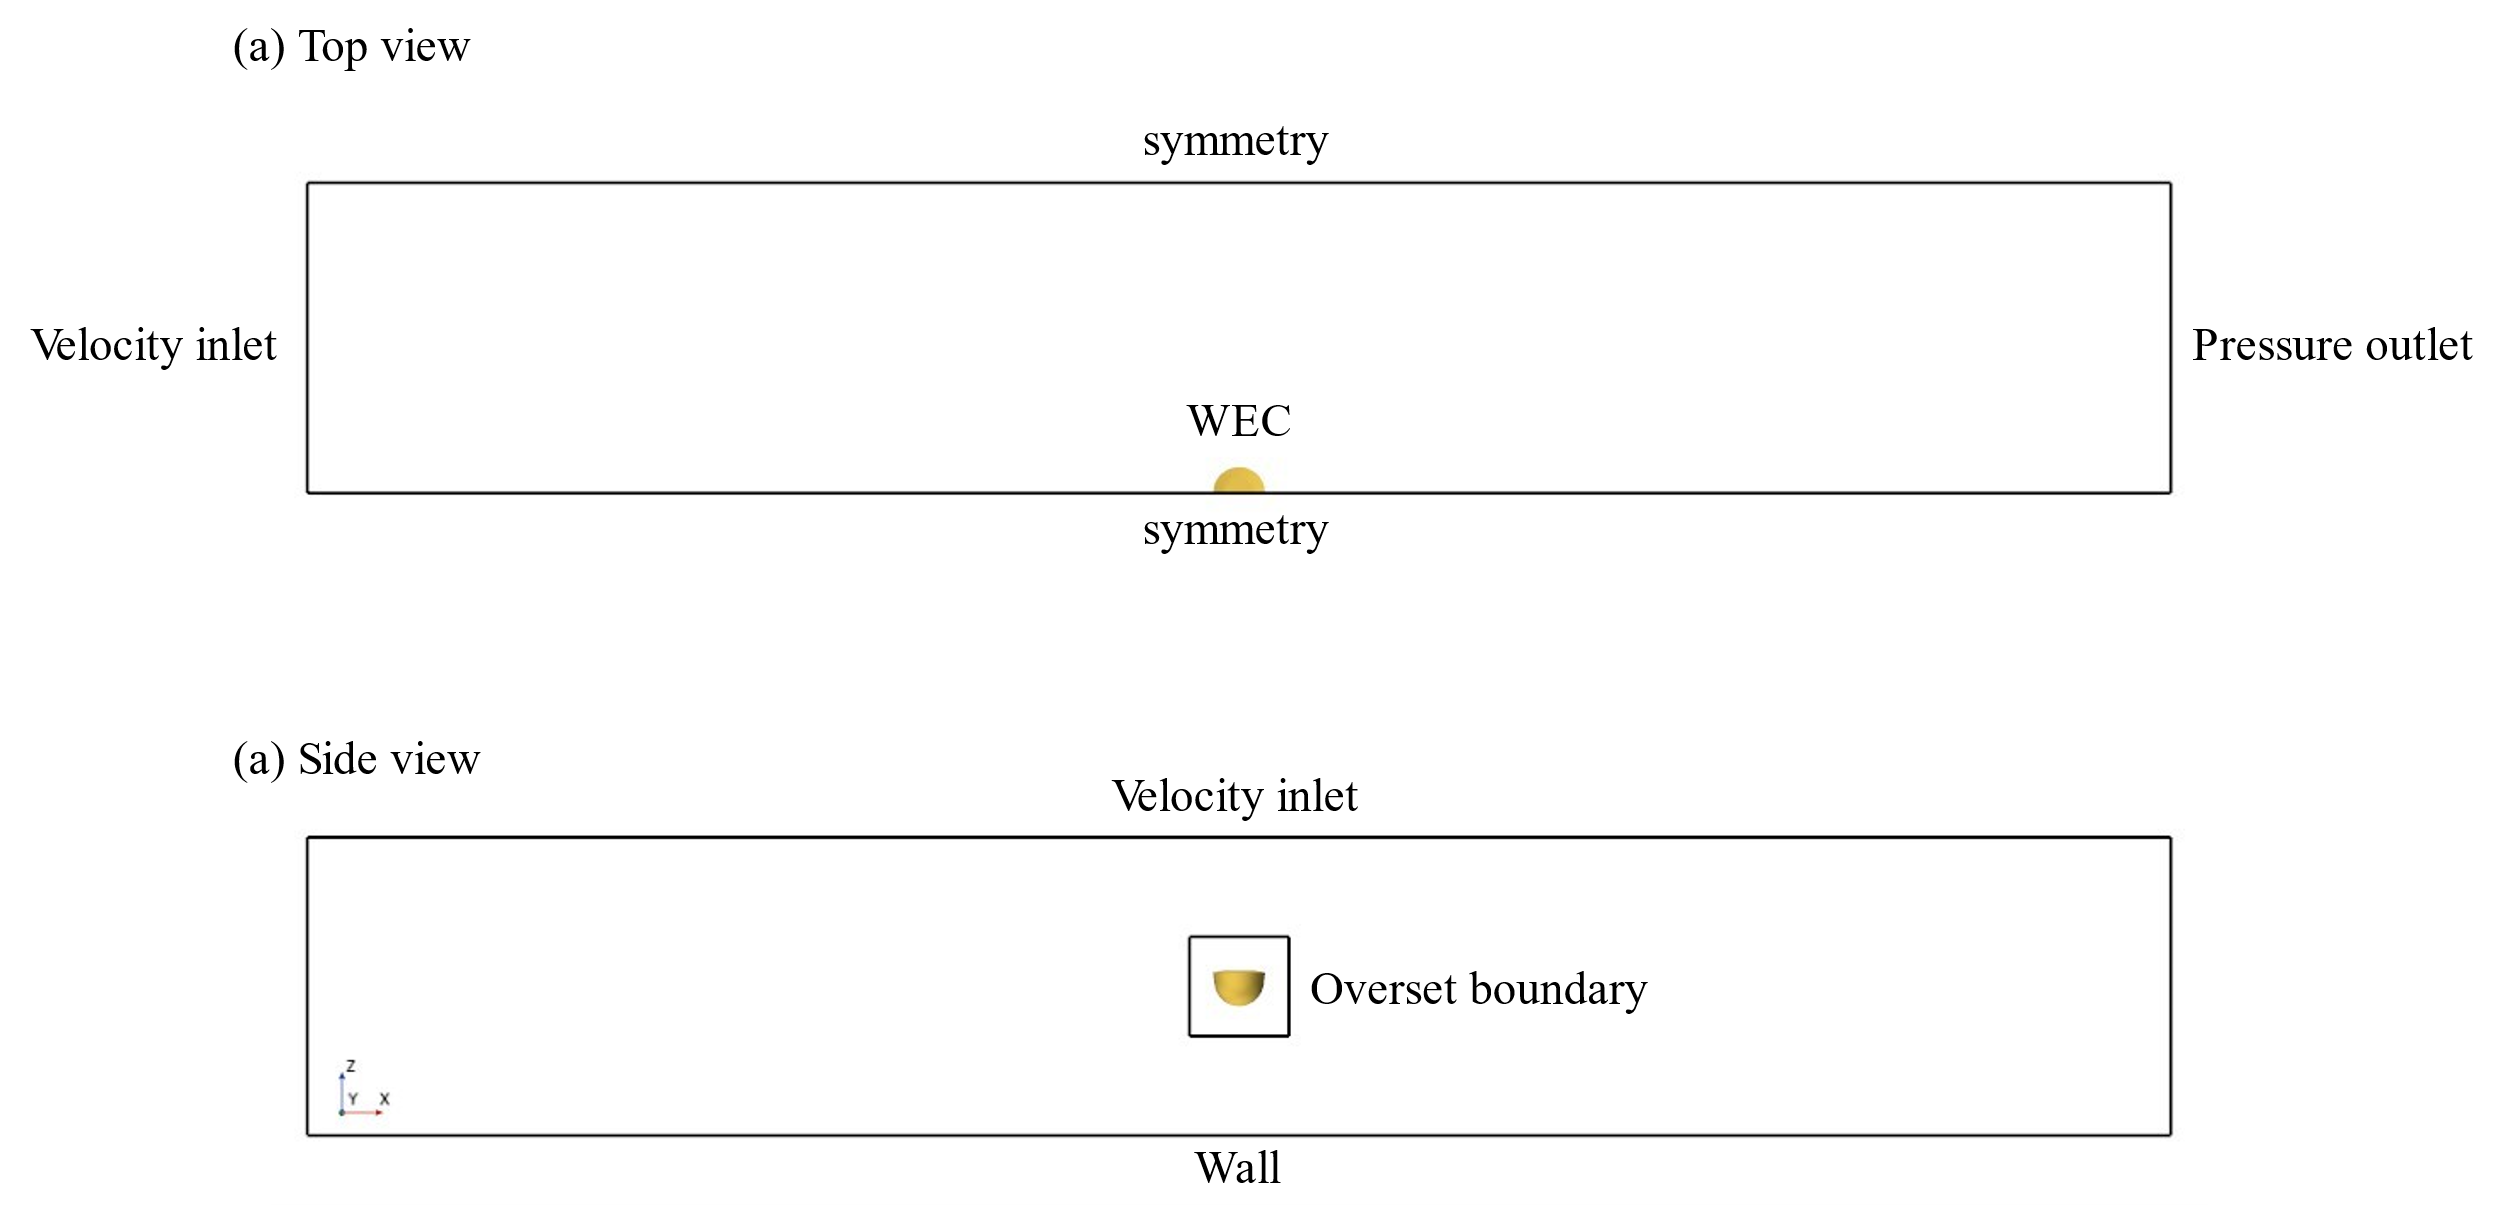 (a) Top view
symmetry
Velocity inlet
Pressure outlet
WEC
symmetry
(a) Side view
Velocity inlet
Overset boundary
Z
Y X
Wall